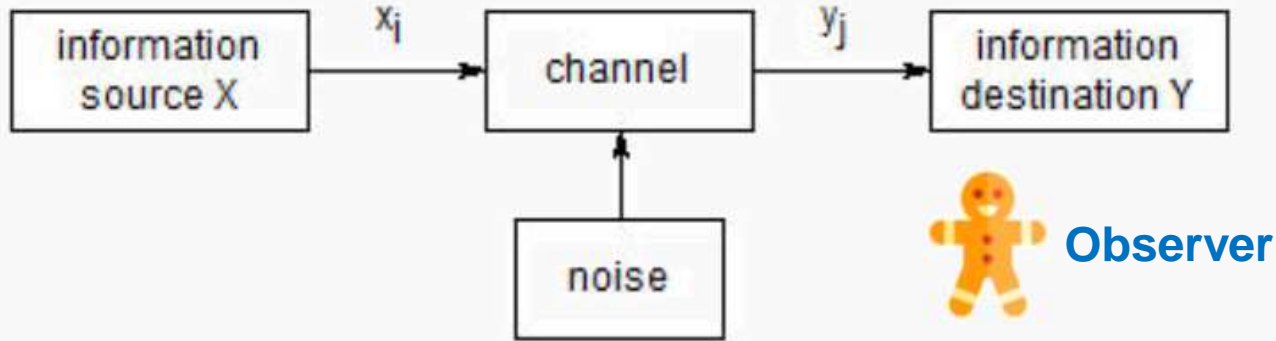 information
source X
xi
channel
yj
information
destination Y
noise
Observer